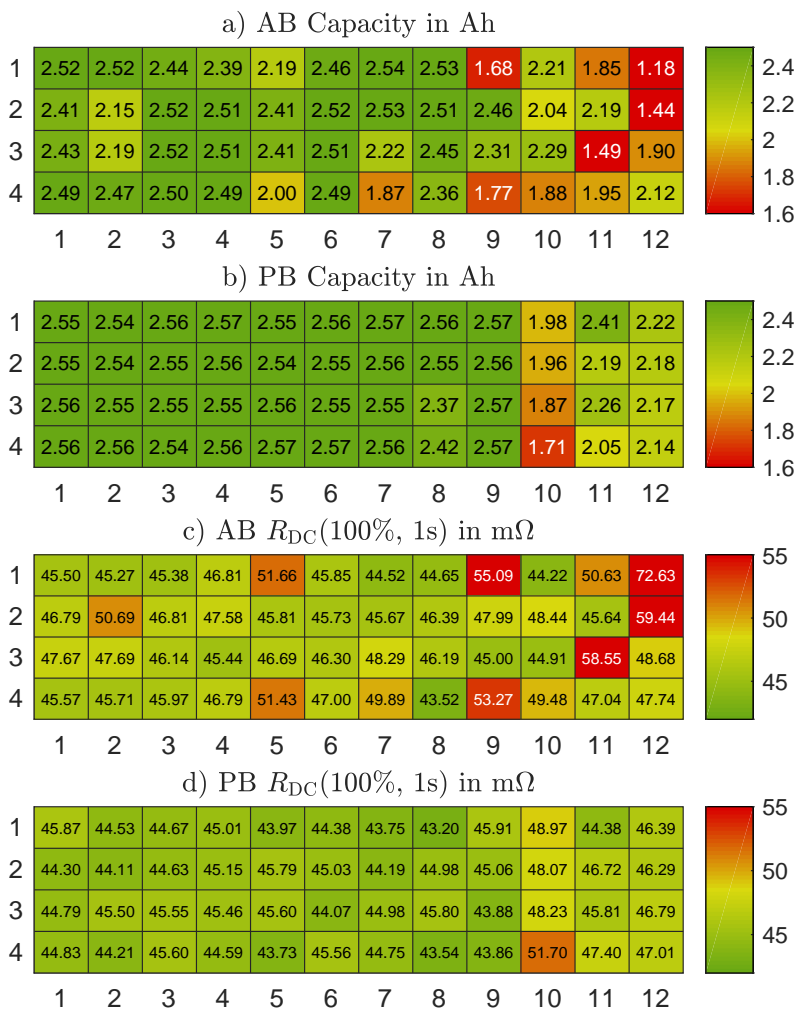 a) AB Capacity in Ah
1 2.52 2.52 2.44 2.39 2.19 2.46 2.54 2.53 1.68 2.21 1.85 1.18 2.4
2 2.41 2.15 2.52 2.51 2.41 2.52 2.53 2.51 2.46 2.04 2.19 1.44 2.2
2
3 2.43 2.19 2.52 2.51 2.41 2.51 2.22 2.45 2.31 2.29 1.49 1.90 1.8
4 2.49 2.47 2.50 2.49 2.00 2.49 1.87 2.36 1.77 1.88 1.95 2.12 1.6
1 2 3 4 5 6 7 8 9 10 11 12
b) PB Capacity in Ah
1 2.55 2.54 2.56 2.57 2.55 2.56 2.57 2.56 2.57 1.98 2.41 2.22 2.4
2 2.55 2.54 2.55 2.56 2.54 2.55 2.56 2.55 2.56 1.96 2.19 2.18 2.2
2
3 2.56 2.55 2.55 2.55 2.56 2.55 2.55 2.37 2.57 1.87 2.26 2.17 1.8
4 2.56 2.56 2.54 2.56 2.57 2.57 2.56 2.42 2.57 1.71 2.05 2.14 1.6
1 2 3 4 5 6 7 8 9 10 11 12
c) AB R_DC(100%, 1s) in mΩ
1 45.50 45.27 45.38 46.81 51.66 45.85 44.52 44.65 55.09 44.22 50.63 72.63 55
2 46.79 50.69 46.81 47.58 45.81 45.73 45.67 46.39 47.99 48.44 45.64 59.44 50
3 47.67 47.69 46.14 45.44 46.69 46.30 48.29 46.19 45.00 44.91 58.55 48.68 45
4 45.57 45.71 45.97 46.79 51.43 47.00 49.89 43.52 53.27 49.48 47.04 47.74
1 2 3 4 5 6 7 8 9 10 11 12
d) PB R_DC(100%, 1s) in mΩ
1 45.87 44.53 44.67 45.01 43.97 44.38 43.75 43.20 45.91 48.97 44.38 46.39 55
2 44.30 44.11 44.63 45.15 45.79 45.03 44.19 44.98 45.06 48.07 46.72 46.29 50
3 44.79 45.50 45.55 45.46 45.60 44.07 44.98 45.80 43.88 48.23 45.81 46.79 45
4 44.83 44.21 45.60 44.59 43.73 45.56 44.75 43.54 43.86 51.70 47.40 47.01
1 2 3 4 5 6 7 8 9 10 11 12